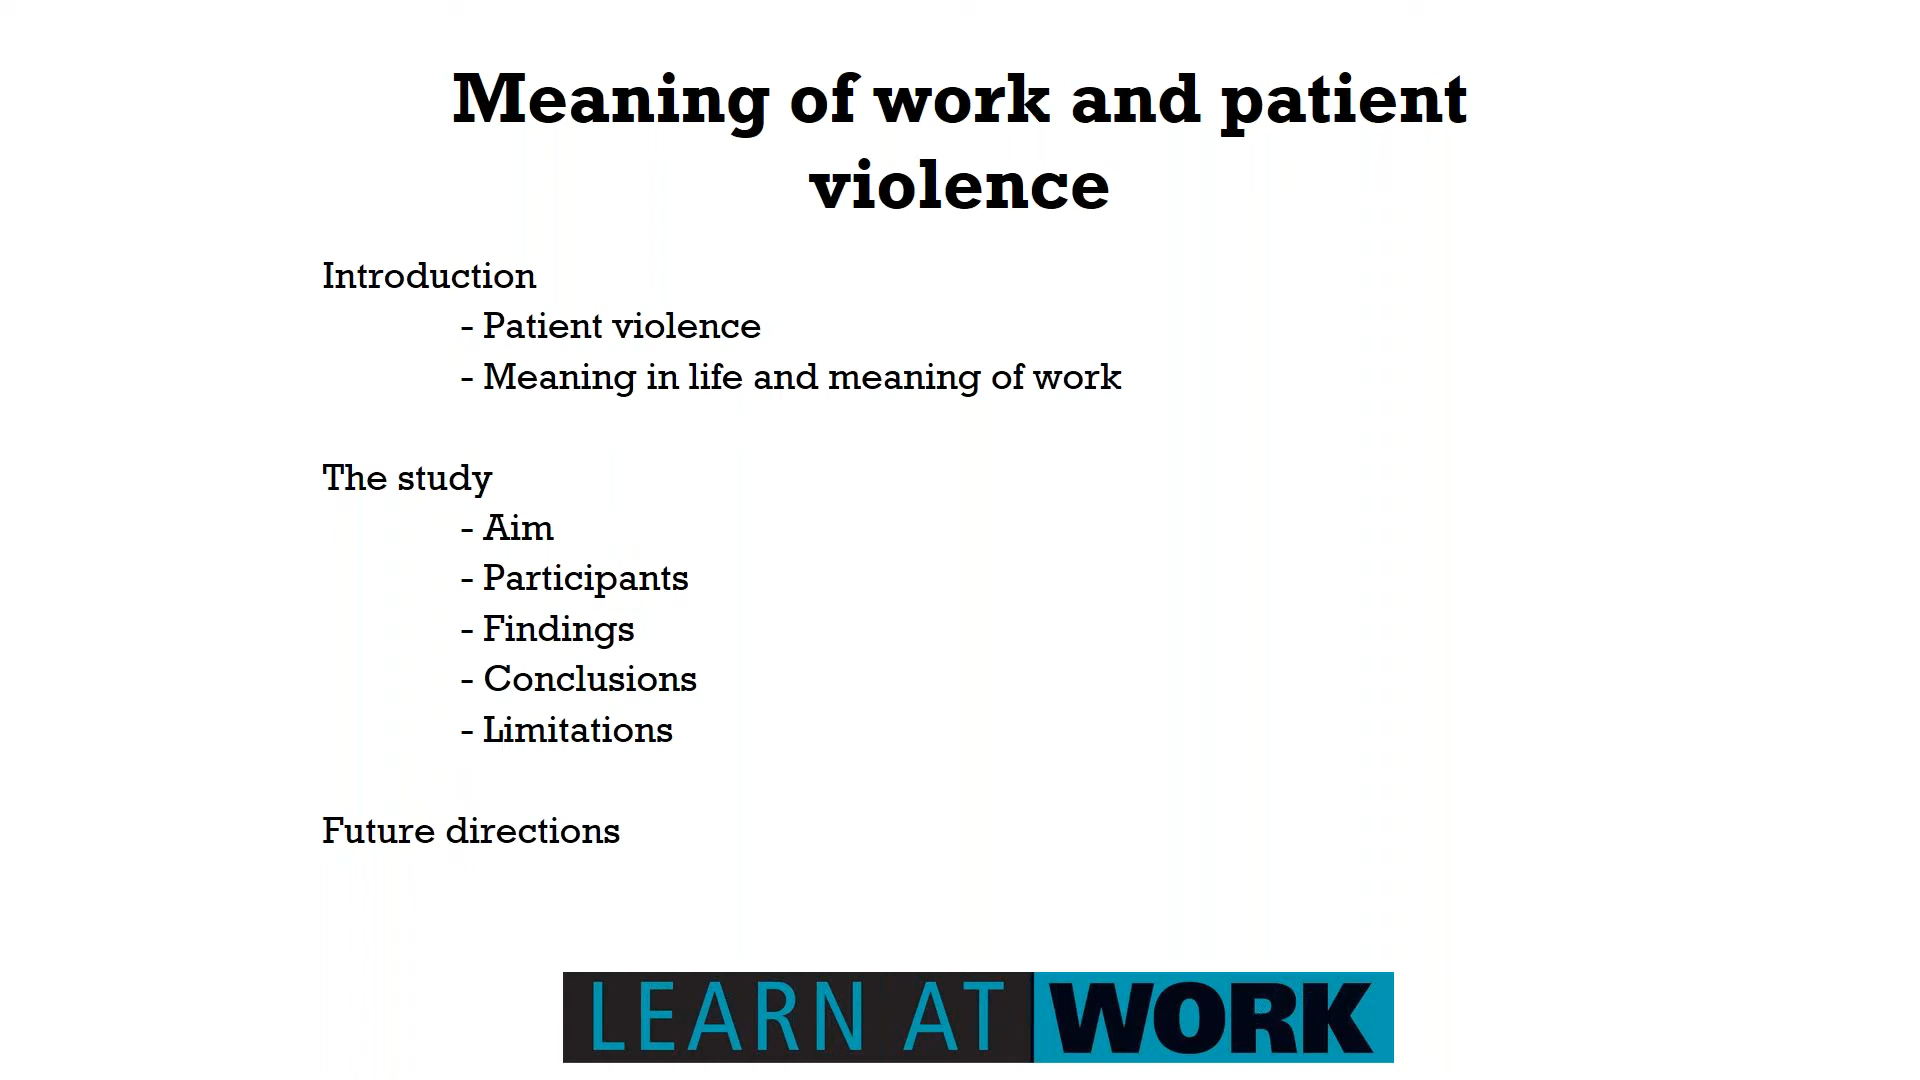 Meaning of work and patient
violence
Introduction
- Patient violence
- Meaning in life and meaning of work
The study
- Aim
- Participants
- Findings
- Conclusions
- Limitations
Future directions
LEARN AT WORK